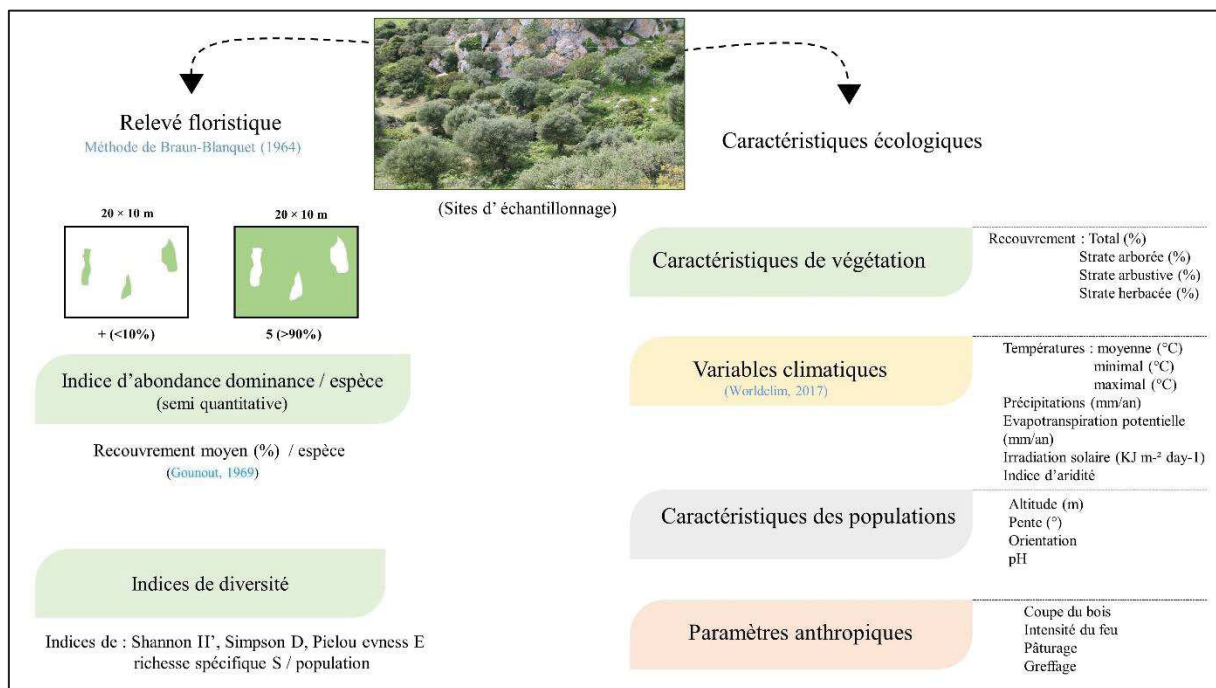 Relevé floristique
Méthode de Braun-Blanquet (1964)
(Sites d' échantillonnage)
Caractéristiques écologiques
20 × 10 m
20 × 10 m
+ (<10%)
5 (>90%)
Indice d'abondance dominance / espèce
(semi quantitative)
Recouvrement moyen (%) / espèce
(Gounout, 1969)
Indices de diversité
Indices de : Shannon II', Simpson D, Pielou evness E
richesse spécifique S / population
Caractéristiques de végétation
Recouvrement : Total (%)
Strate arborée (%)
Strate arbustive (%)
Strate herbacée (%)
Variables climatiques
(Worldclim, 2017)
Températures : moyenne (°C)
minimal (°C)
maximal (°C)
Précipitations (mm/an)
Evapotranspiration potentielle
(mm/an)
Irradiation solaire (KJ m-² day-1)
Indice d'aridité
Caractéristiques des populations
Altitude (m)
Pente (°)
Orientation
pH
Paramètres anthropiques
Coupe du bois
Intensité du feu
Pâturage
Greffage